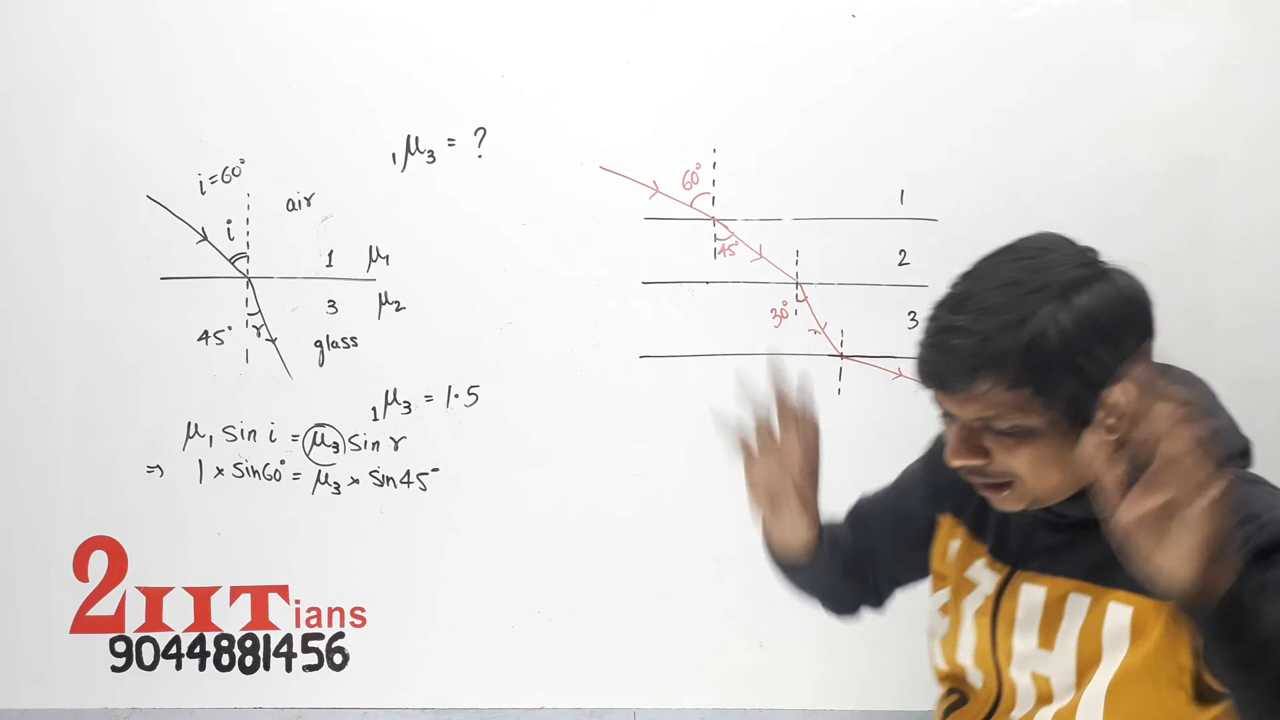 ₁μ₃ = ?
i = 60°
air
i
1 μ₁
3 μ₂
45° r
glass
₁μ₃ = 1.5
μ₁ sin i = μ₃ sin r
⇒ 1 × sin60° = μ₃ × sin45°
60°
1
45°
2
30°
3
2IITians
9044881456